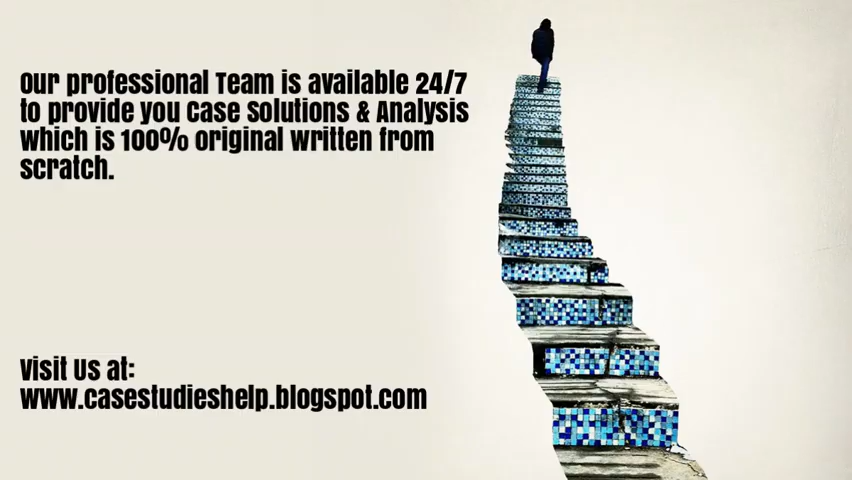 Our professional Team is available 24/7
to provide you Case Solutions & Analysis
which is 100% original written from
scratch.
Visit Us at:
www.casestudieshelp.blogspot.com